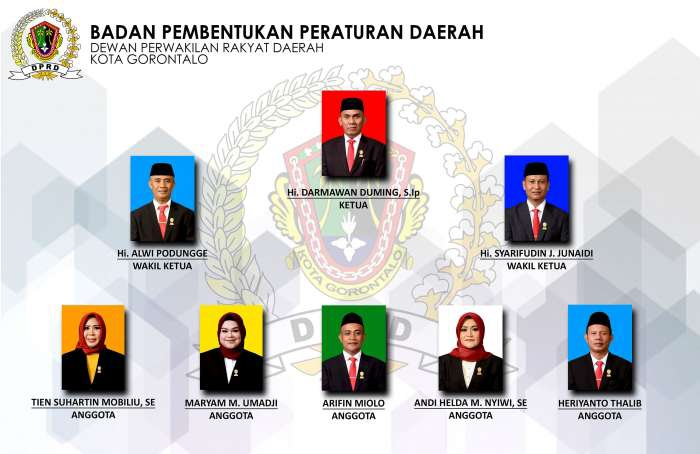 BADAN PEMBENTUKAN PERATURAN DAERAH
DEWAN PERWAKILAN RAKYAT DAERAH
KOTA GORONTALO
DPRD
Hi. DARMAWAN DUMING, S.Ip
KETUA
Hi. ALWI PODUNGGE
WAKIL KETUA
Hi. SYARIFUDIN J. JUNAIDI
WAKIL KETUA
KOTA GORONTALO
DPRD
TIEN SUHARTIN MOBILIU, SE
ANGGOTA
MARYAM M. UMADJI
ANGGOTA
ARIFIN MIOLO
ANGGOTA
ANDI HELDA M. NYIWI, SE
ANGGOTA
HERIYANTO THALIB
ANGGOTA